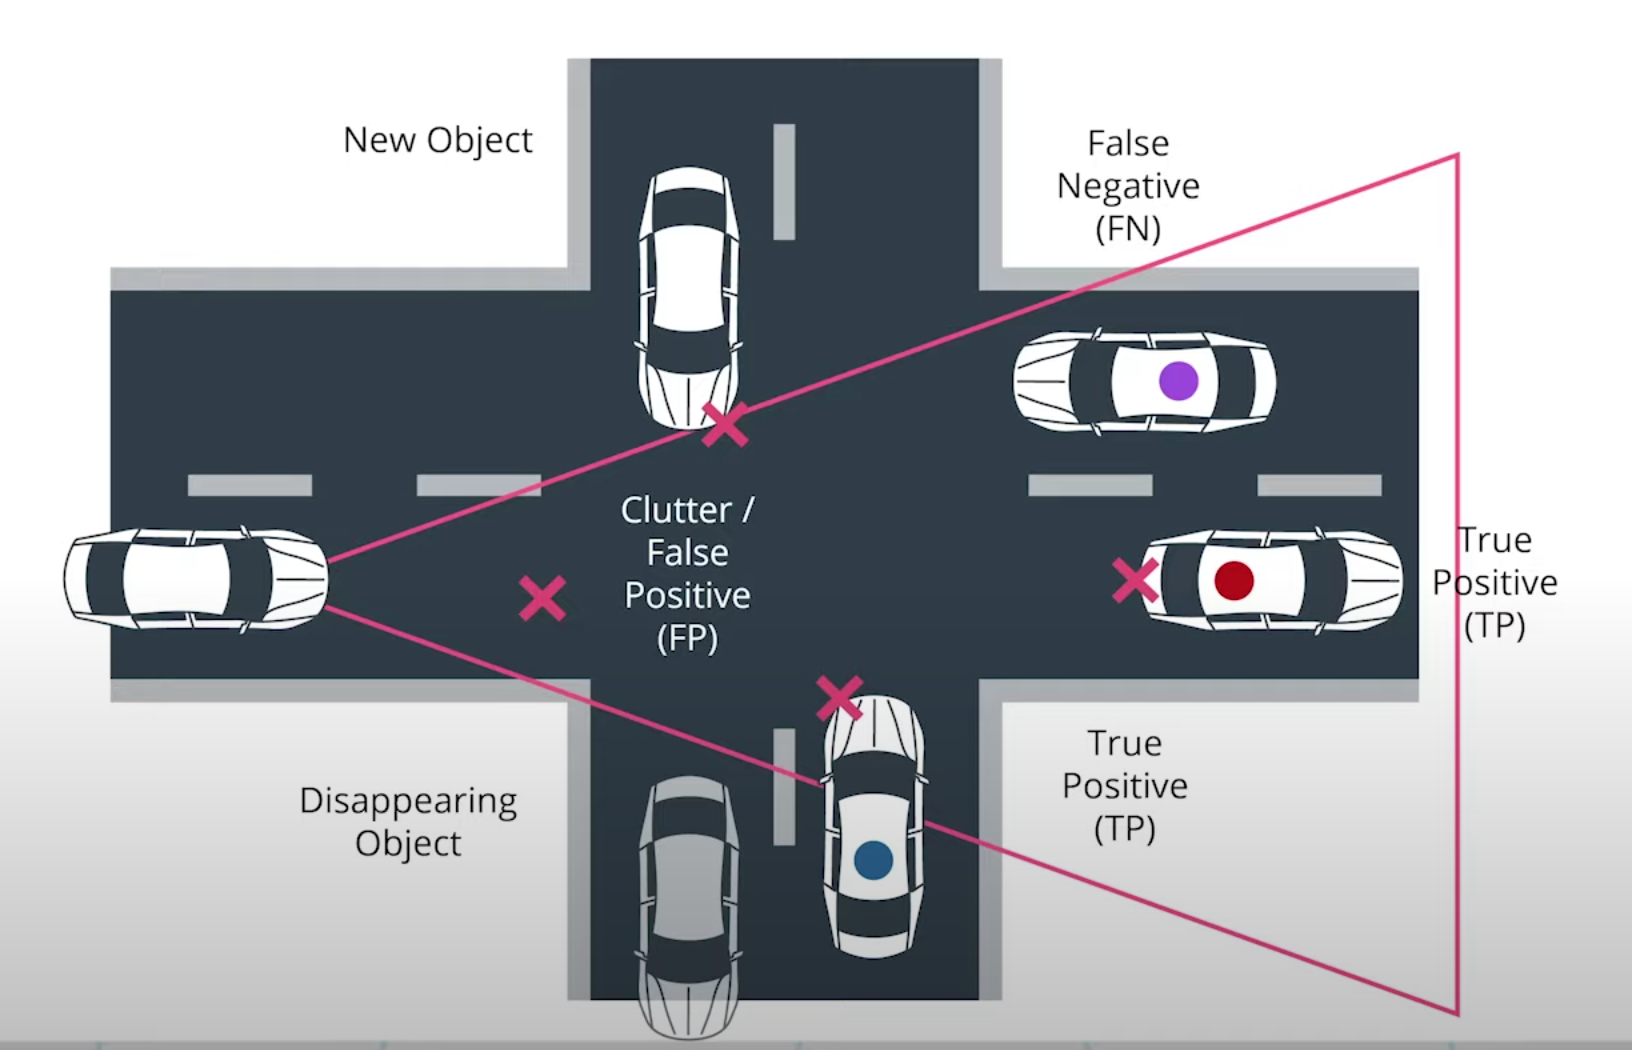 New Object
False
Negative
(FN)
Clutter /
False
Positive
(FP)
True
Positive
(TP)
Disappearing
Object
True
Positive
(TP)